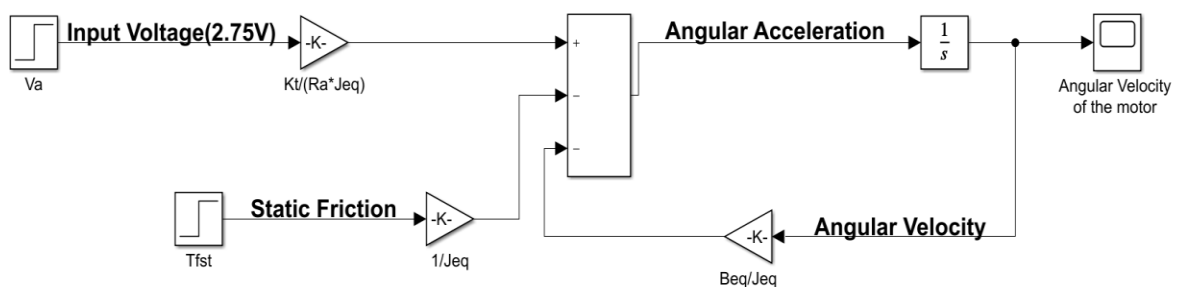 Input Voltage(2.75V)
Va
-K-
Kt/(Ra*Jeq)
+
−
−
Angular Acceleration
1
s
Angular Velocity
of the motor
Static Friction
Tfst
-K-
1/Jeq
Angular Velocity
-K-
Beq/Jeq